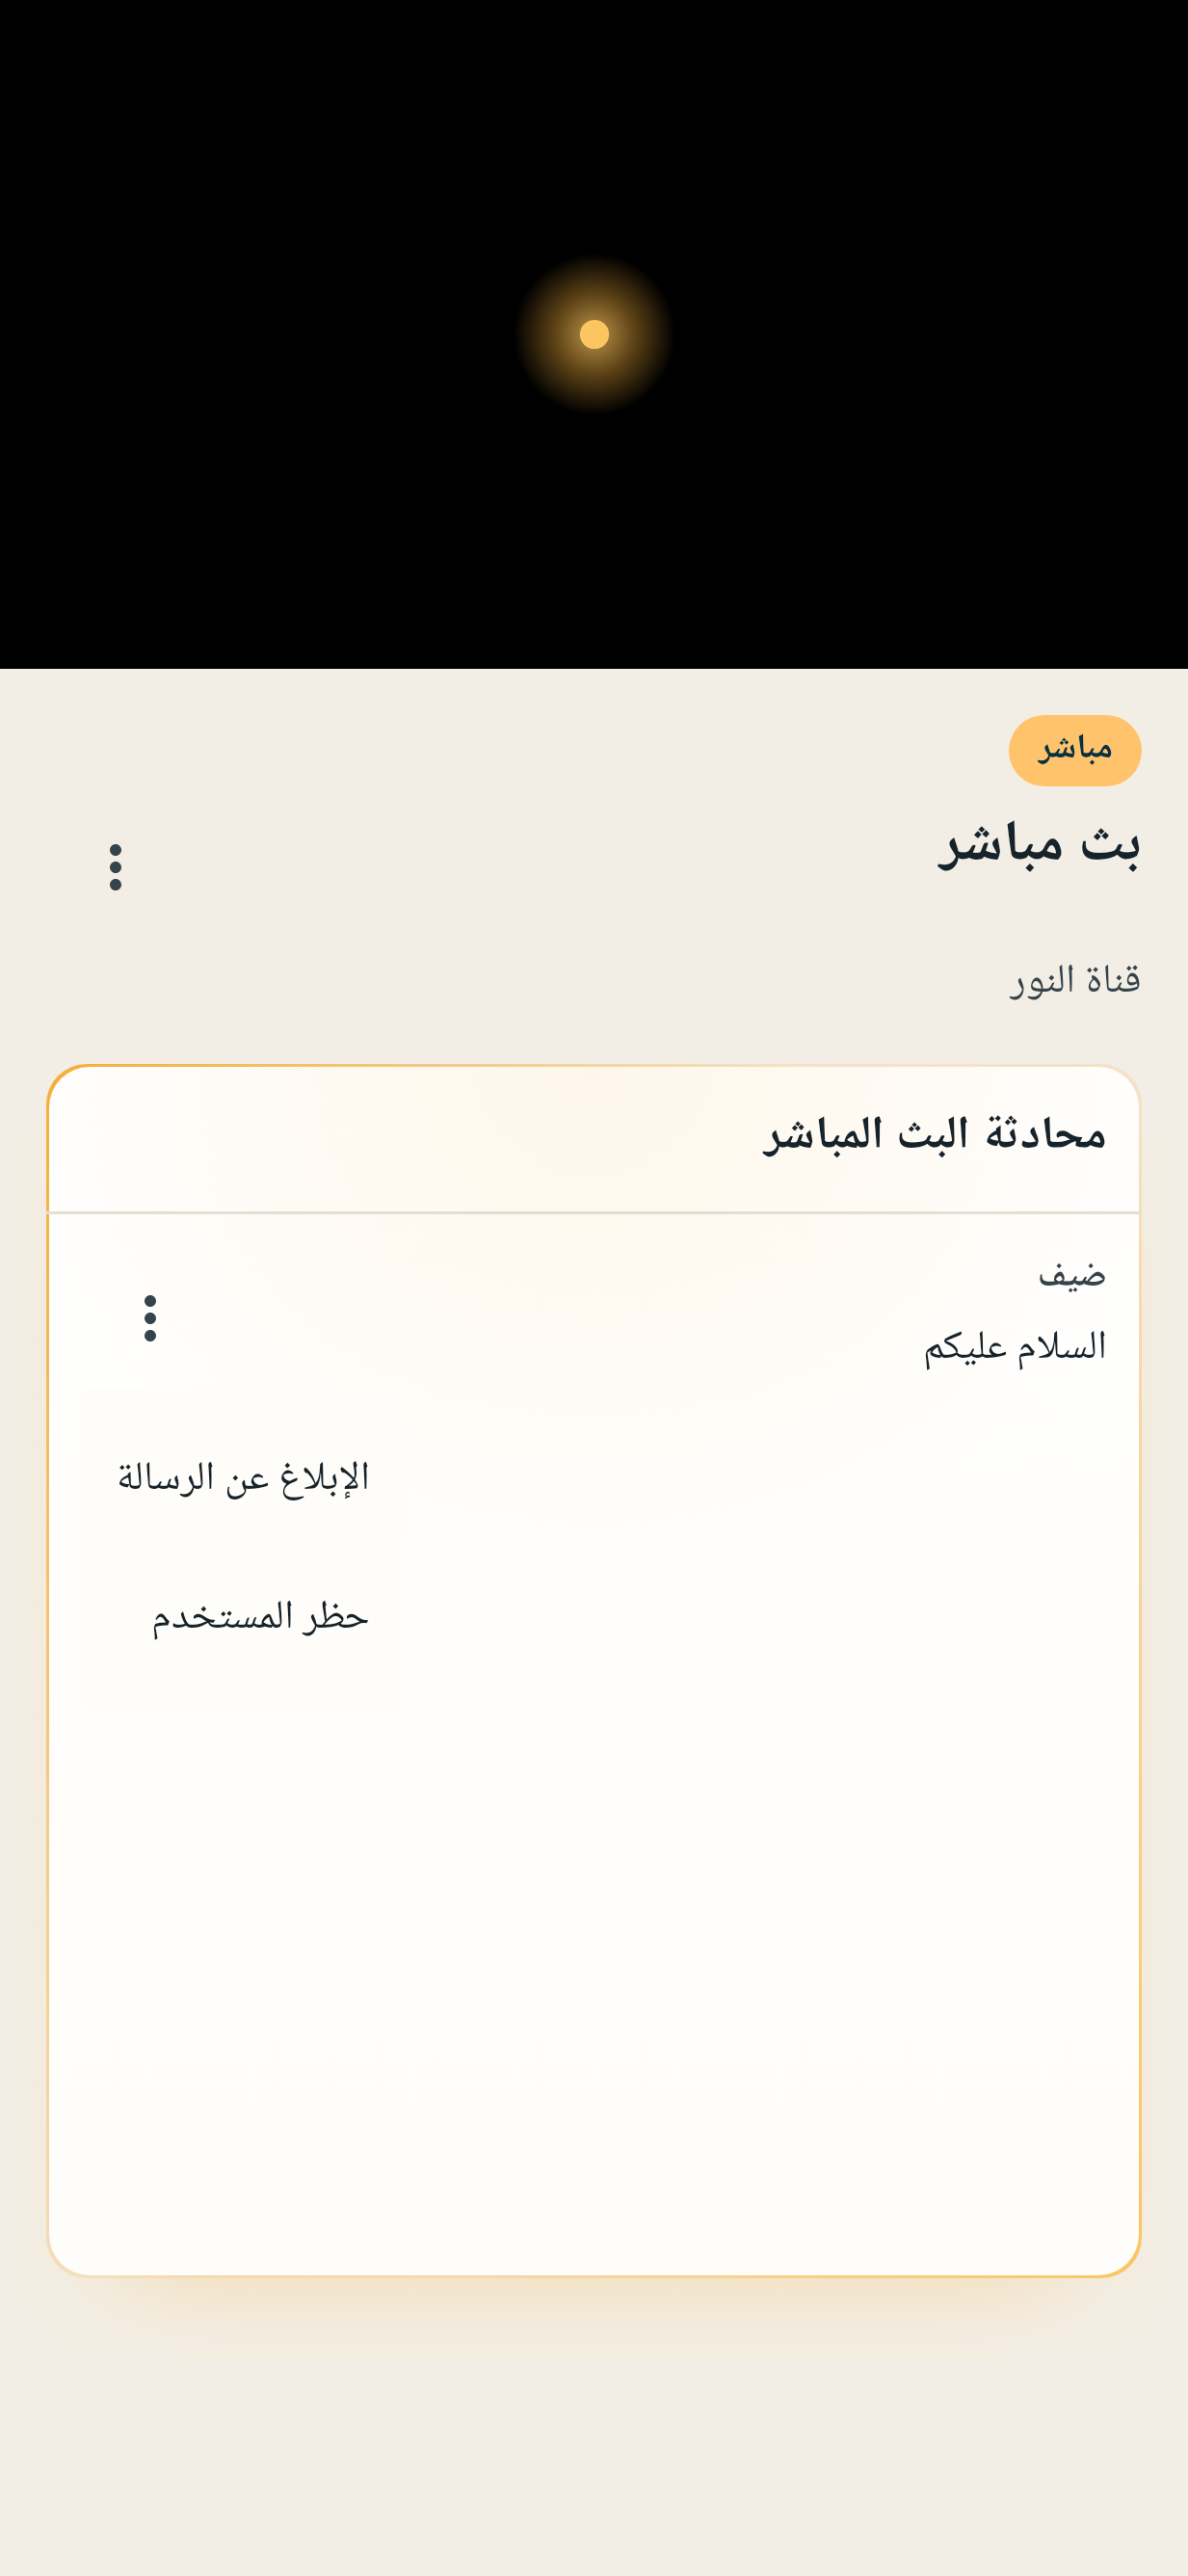 مباشر
بث مباشر
قناة النور
محادثة البث المباشر
ضيف
السلام عليكم
الإبلاغ عن الرسالة
حظر المستخدم